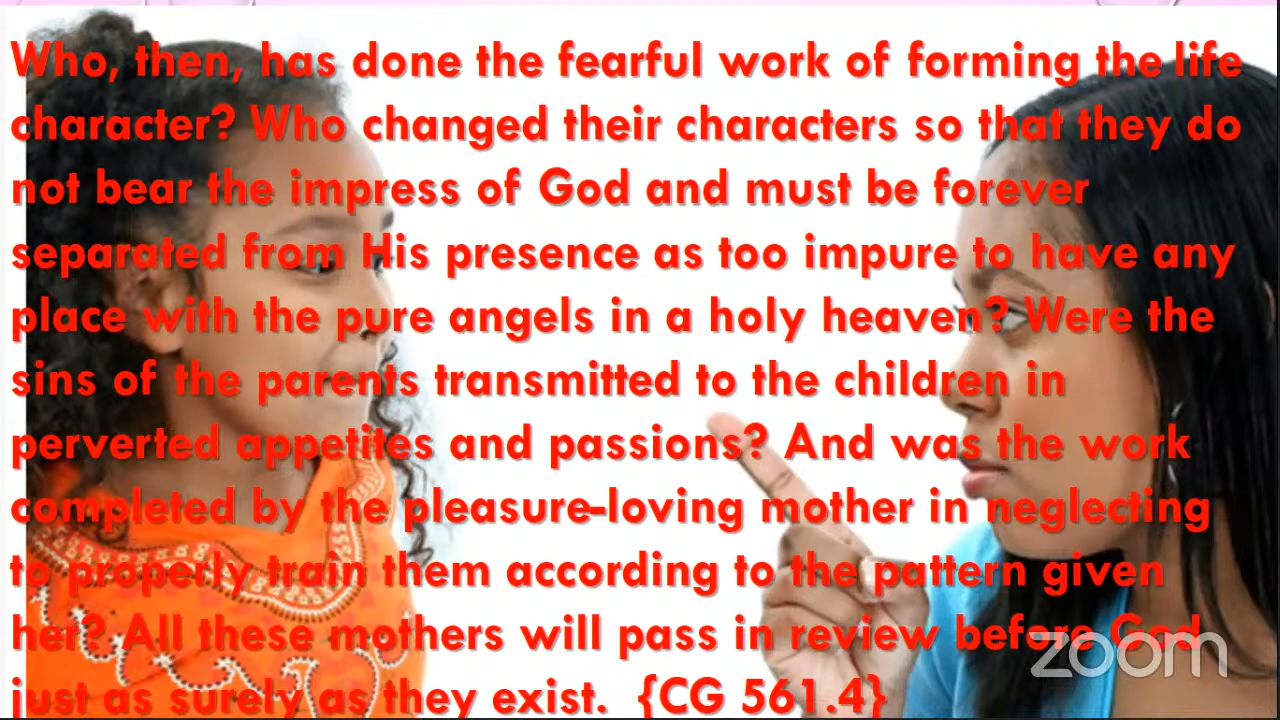 Who, then, has done the fearful work of forming the life
character? Who changed their characters so that they do
not bear the impress of God and must be forever
separated from His presence as too impure to have any
place with the pure angels in a holy heaven? Were the
sins of the parents transmitted to the children in
perverted appetites and passions? And was the work
completed by the pleasure-loving mother in neglecting
to properly train them according to the pattern given
her? All these mothers will pass in review before God
just as surely as they exist. {CG 561.4}
zoom